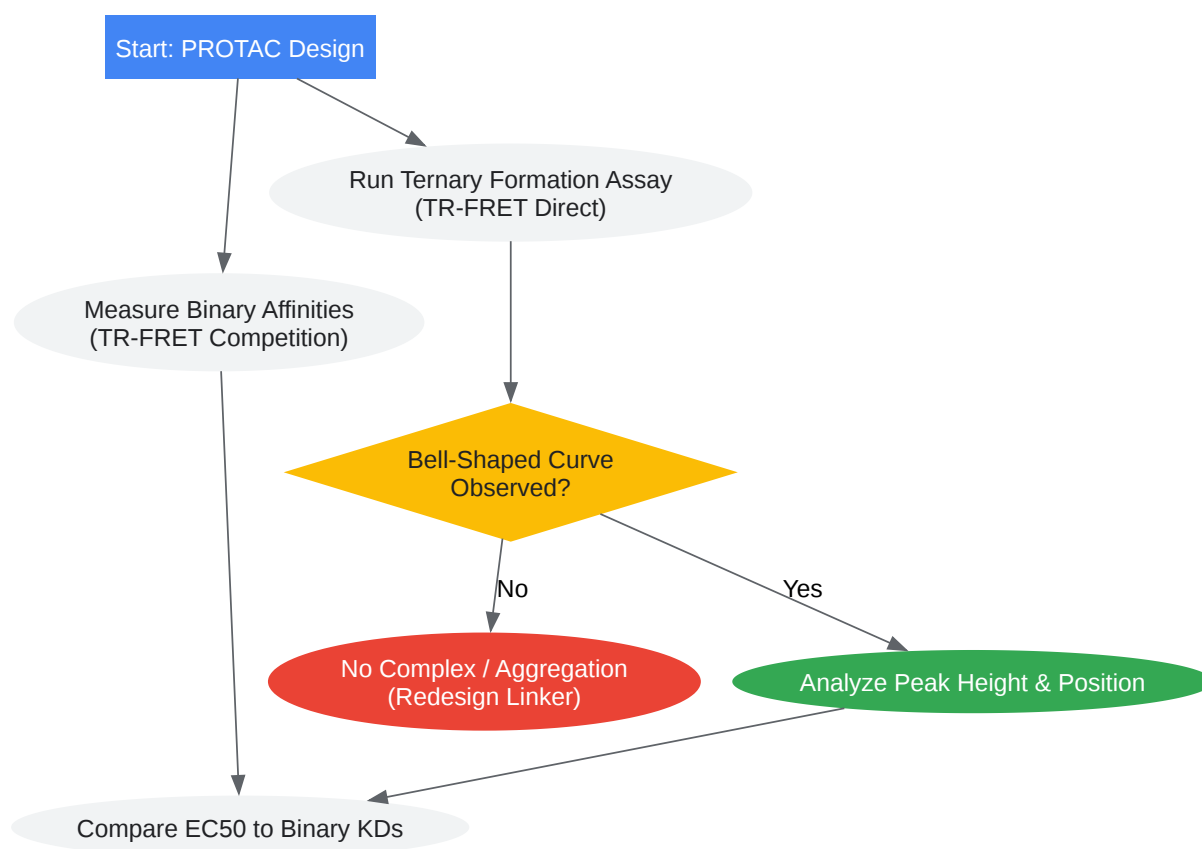 Start: PROTAC Design
Run Ternary Formation Assay
(TR-FRET Direct)
Measure Binary Affinities
(TR-FRET Competition)
Bell-Shaped Curve
Observed?
No
Yes
No Complex / Aggregation
(Redesign Linker)
Analyze Peak Height & Position
Compare EC50 to Binary KDs